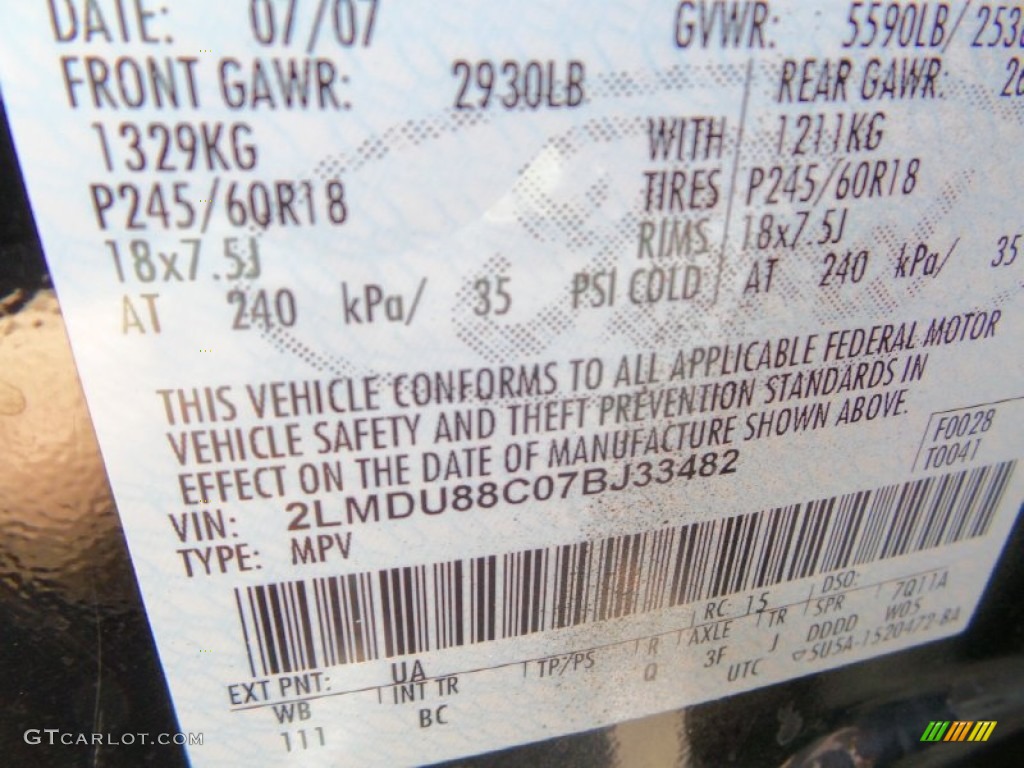 DATE: 07/07 GVWR: 5590LB/
FRONT GAWR: 2930LB REAR GAWR:
1329KG WITH 1211KG
P245/60R18 TIRES P245/60R18
18x7.5J RIMS 18x7.5J
AT 240 kPa/ 35 PSI COLD AT 240 kPa/ 35
THIS VEHICLE CONFORMS TO ALL APPLICABLE FEDERAL MOTOR
VEHICLE SAFETY AND THEFT PREVENTION STANDARDS IN
EFFECT ON THE DATE OF MANUFACTURE SHOWN ABOVE.
F0028
T0041
VIN: 2LMDU88C07BJ33482
TYPE: MPV
EXT PNT: UA RC: 15 DSO:
WB INT TR TP/PS R AXLE TR SPR 7Q11A
111 BC Q 3F J DDDD W05
UTC SU5A-1520472-BA
GTCARLOT.COM